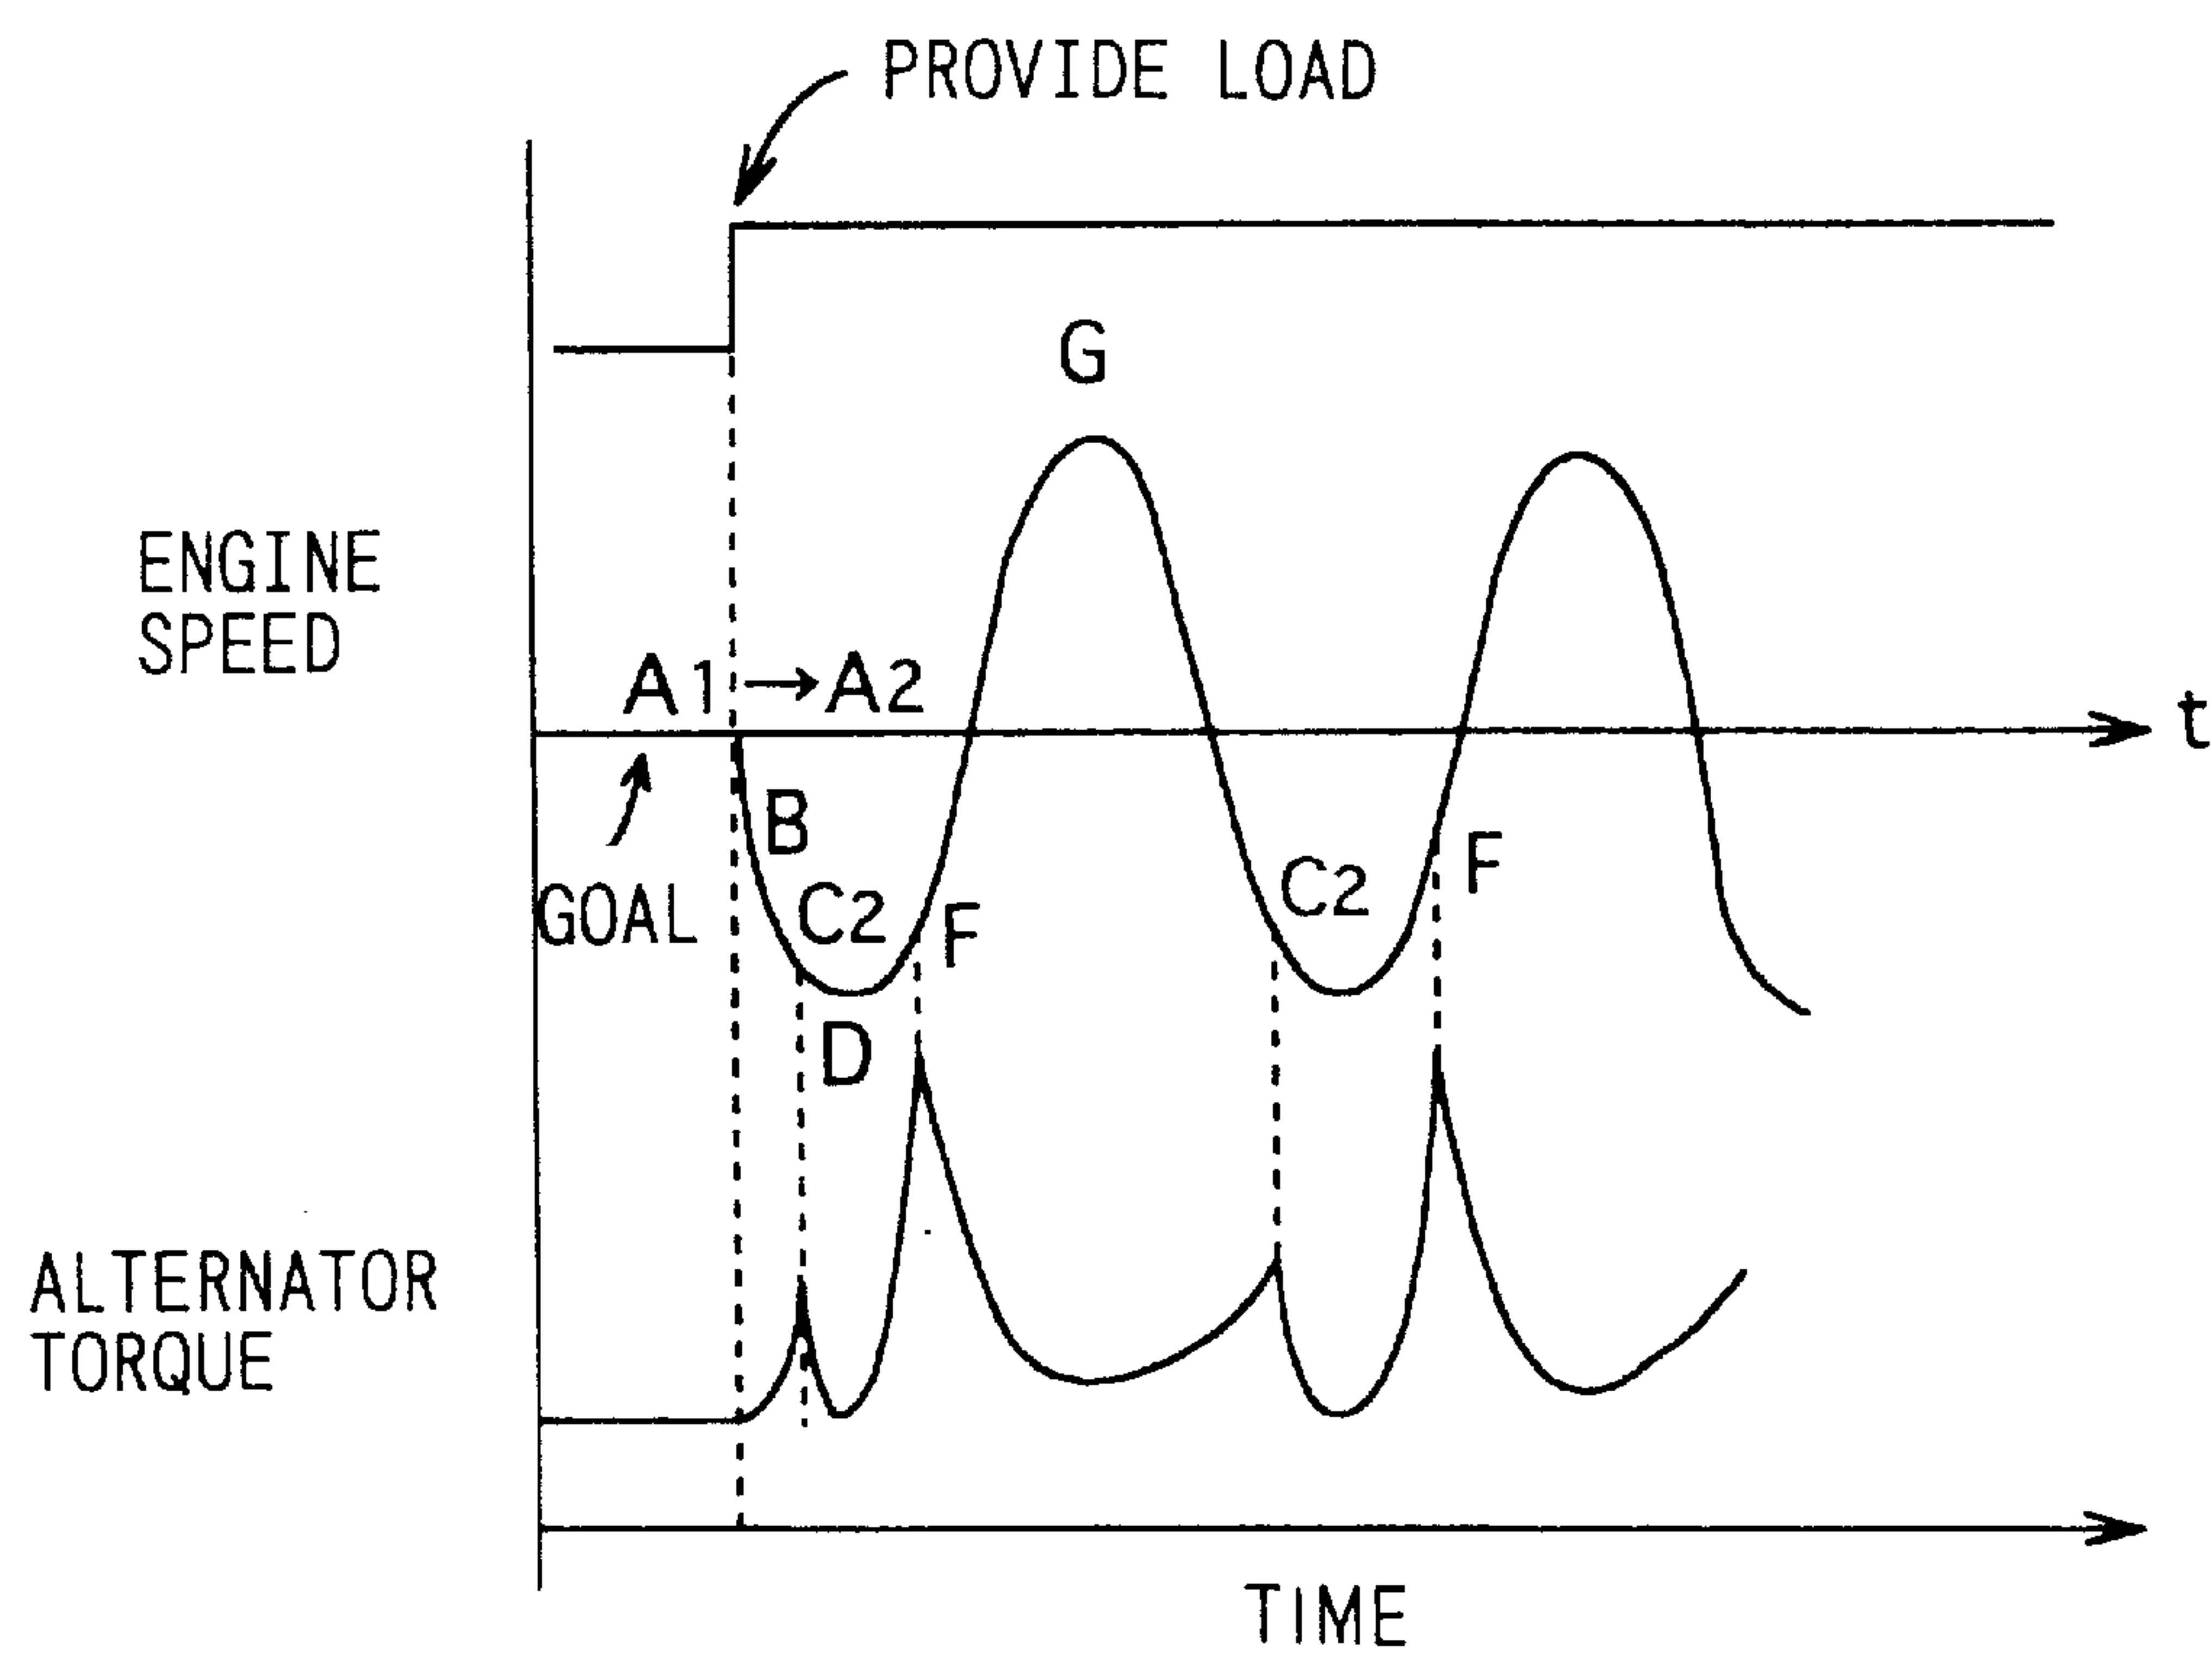 PROVIDE LOAD
G
ENGINE
SPEED
A1 → A2
t
B
GOAL
C2
F
C2
F
D
ALTERNATOR
TORQUE
TIME